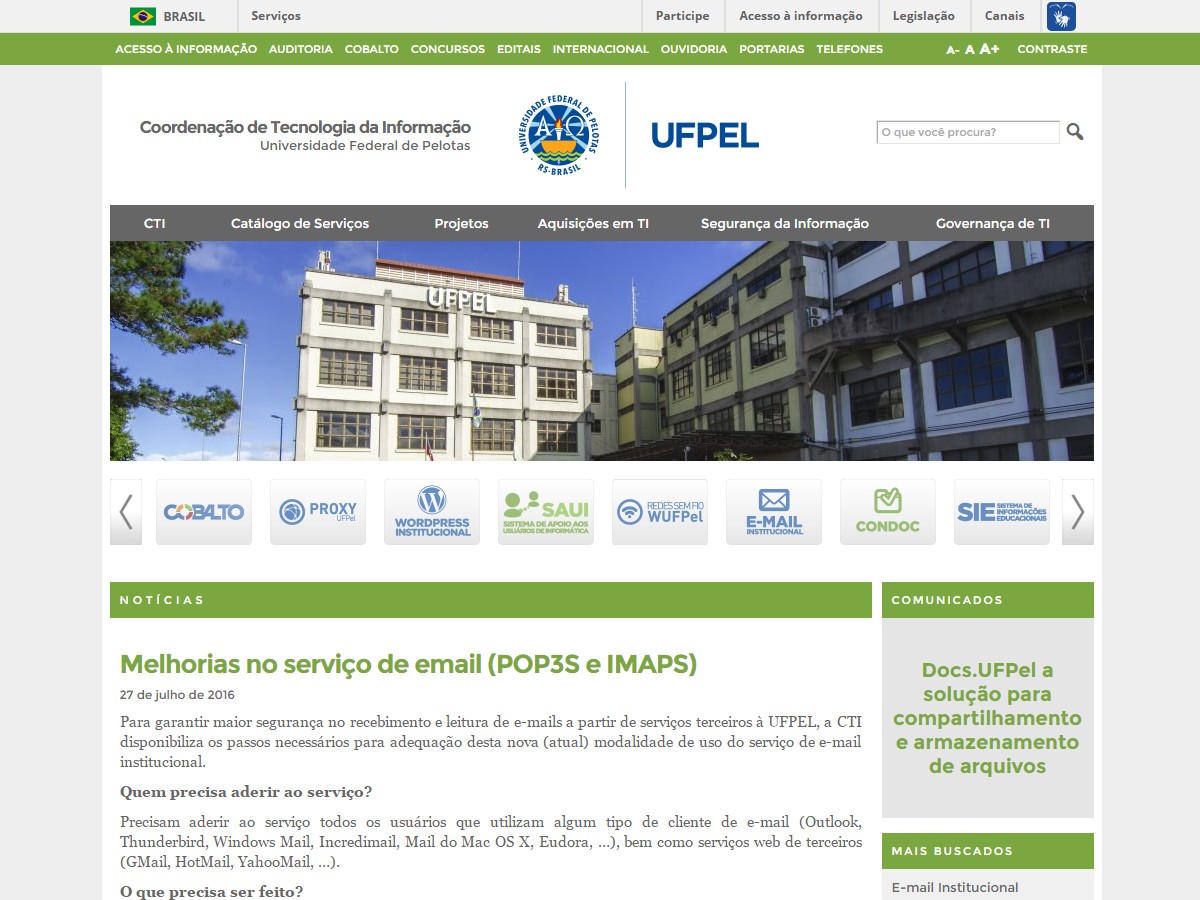 BRASIL
Serviços
Participe
Acesso à informação
Legislação
Canais
ACESSO À INFORMAÇÃO AUDITORIA COBALTO CONCURSOS EDITAIS INTERNACIONAL OUVIDORIA PORTARIAS TELEFONES
A- A A+ CONTRASTE
Coordenação de Tecnologia da Informação
Universidade Federal de Pelotas
UNIVERSIDADE FEDERAL DE PELOTAS
RS-BRASIL
UFPEL
O que você procura?
CTI Catálogo de Serviços Projetos Aquisições em TI Segurança da Informação Governança de TI
UFPEL
COBALTO
PROXY
UFPel
WORDPRESS
INSTITUCIONAL
SAUI
SISTEMA DE APOIO AOS
USUÁRIOS DE INFORMÁTICA
REDES SEM FIO
WUFPel
E-MAIL
INSTITUCIONAL
CONDOC
SIE SISTEMA DE
INFORMAÇÕES
EDUCACIONAIS
NOTÍCIAS
Melhorias no serviço de email (POP3S e IMAPS)
27 de julho de 2016
Para garantir maior segurança no recebimento e leitura de e-mails a partir de serviços terceiros à UFPEL, a CTI
disponibiliza os passos necessários para adequação desta nova (atual) modalidade de uso do serviço de e-mail
institucional.
Quem precisa aderir ao serviço?
Precisam aderir ao serviço todos os usuários que utilizam algum tipo de cliente de e-mail (Outlook,
Thunderbird, Windows Mail, Incredimail, Mail do Mac OS X, Eudora, …), bem como serviços web de terceiros
(GMail, HotMail, YahooMail, …).
O que precisa ser feito?
COMUNICADOS
Docs.UFPel a
solução para
compartilhamento
e armazenamento
de arquivos
MAIS BUSCADOS
E-mail Institucional